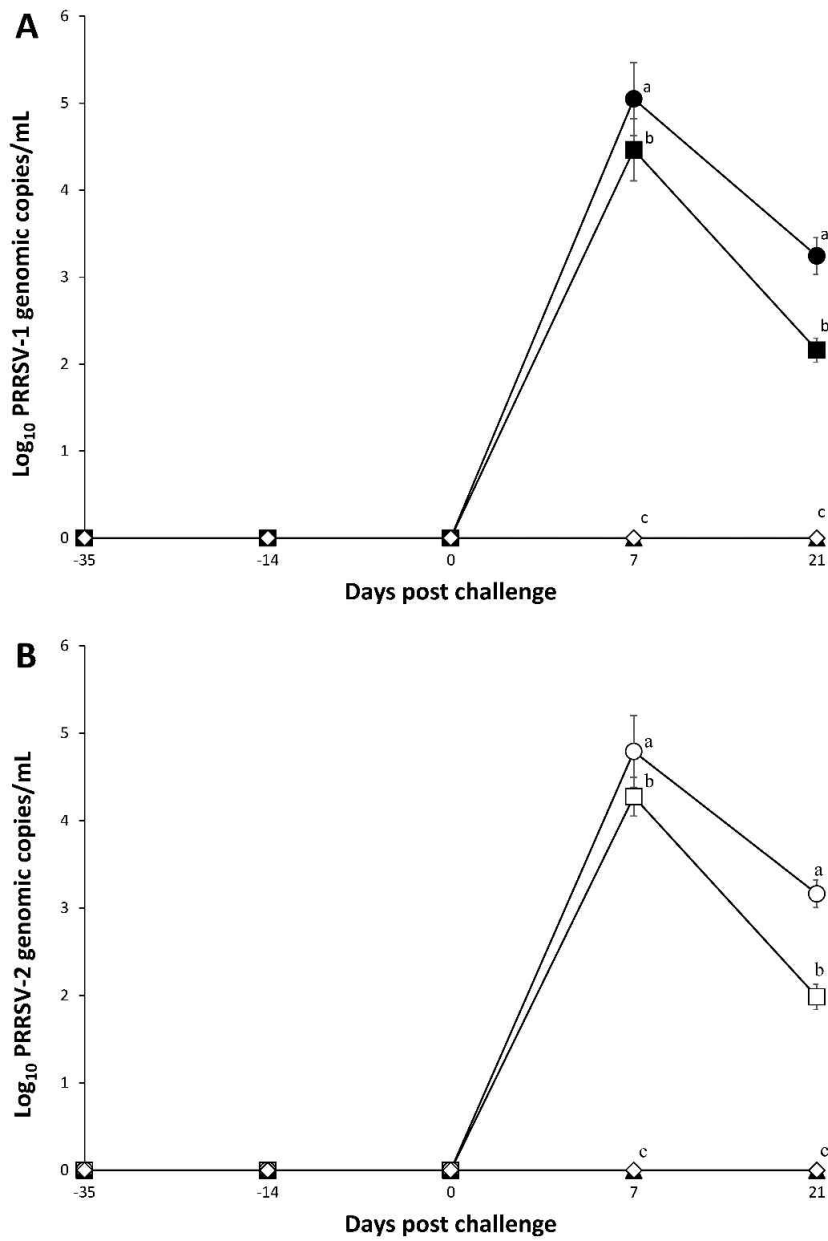 A
6
5
4
3
2
1
0
Log₁₀ PRRSV-1 genomic copies/mL
a
b
a
b
c
c
-35 -14 0 7 21
Days post challenge
B
6
5
4
3
2
1
0
Log₁₀ PRRSV-2 genomic copies/mL
a
b
a
b
c
c
-35 -14 0 7 21
Days post challenge